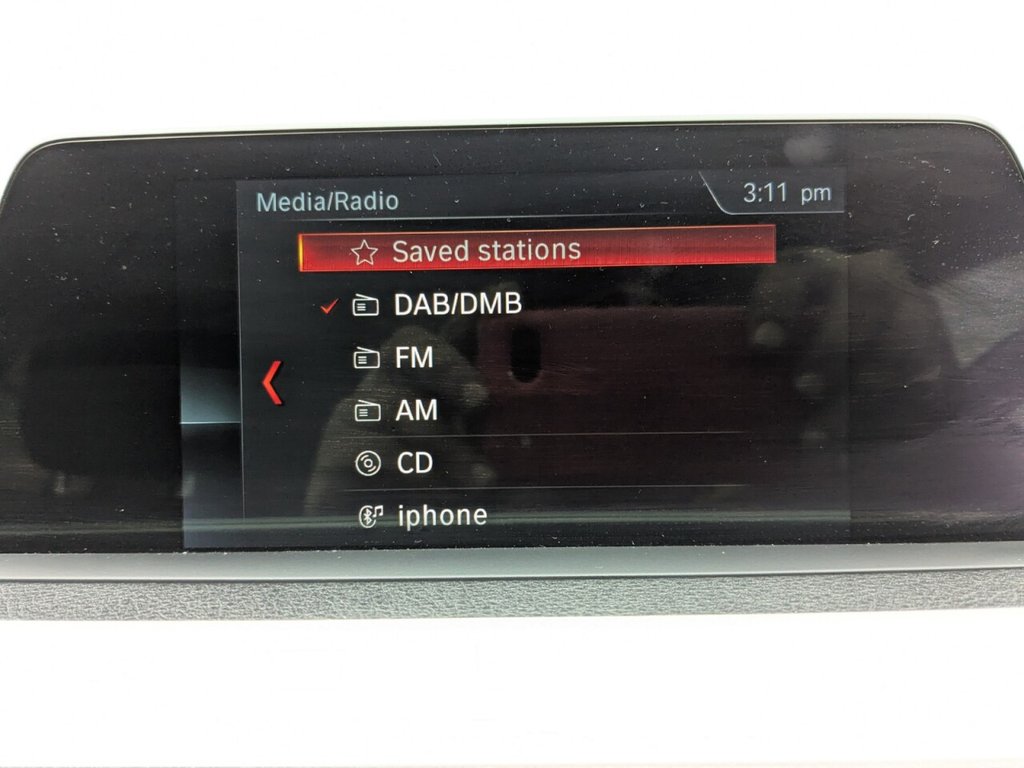 Media/Radio
3:11 pm
Saved stations
DAB/DMB
FM
AM
CD
iphone